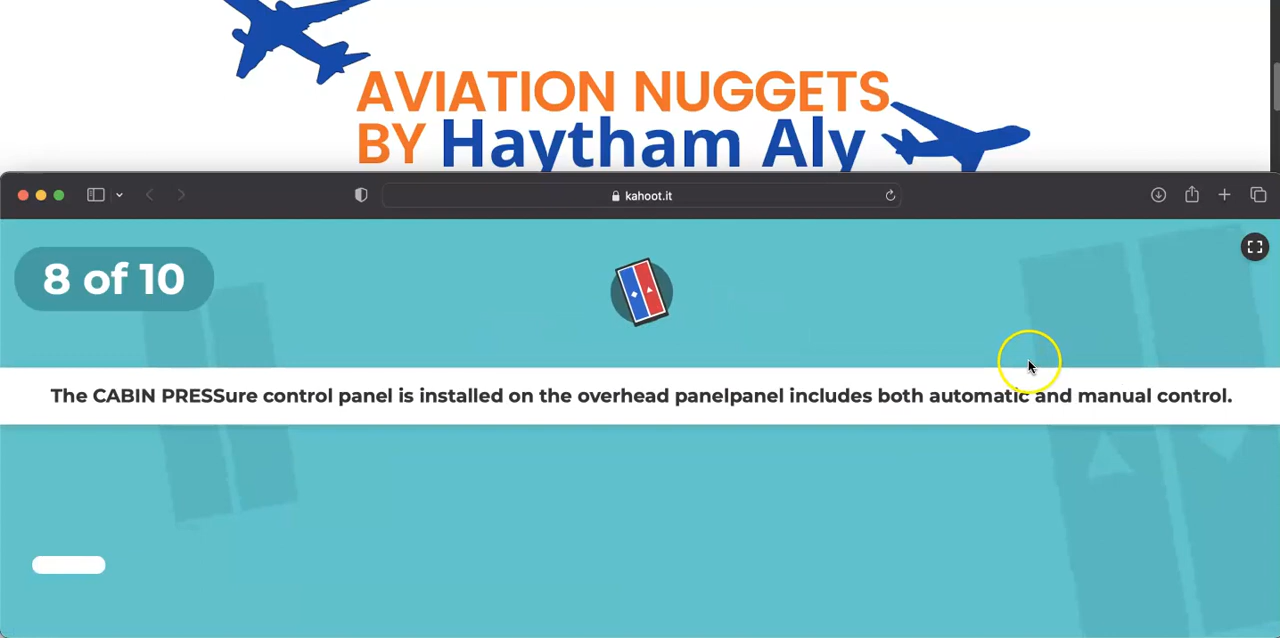 AVIATION NUGGETS
BY Haytham Aly
kahoot.it
8 of 10
The CABIN PRESSure control panel is installed on the overhead panelpanel includes both automatic and manual control.